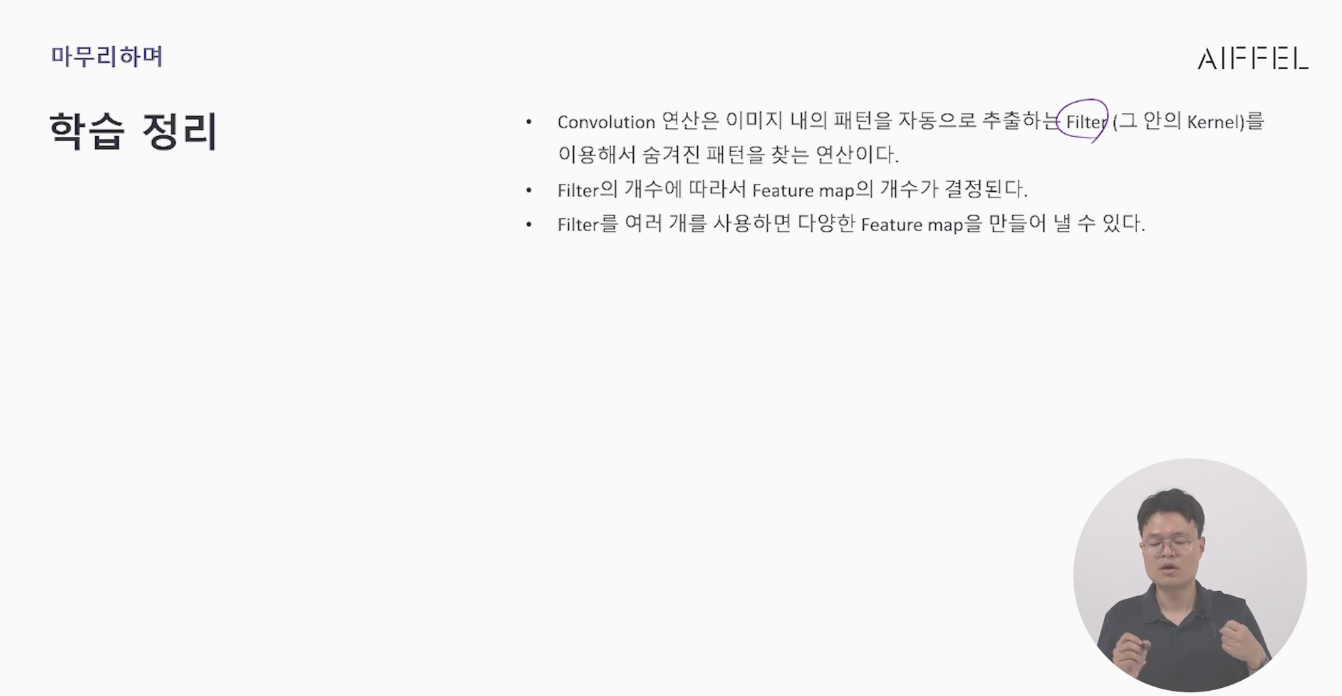 마무리하며
AIFFEL
학습 정리
• Convolution 연산은 이미지 내의 패턴을 자동으로 추출하는 Filter (그 안의 Kernel)를
이용해서 숨겨진 패턴을 찾는 연산이다.
• Filter의 개수에 따라서 Feature map의 개수가 결정된다.
• Filter를 여러 개를 사용하면 다양한 Feature map을 만들어 낼 수 있다.